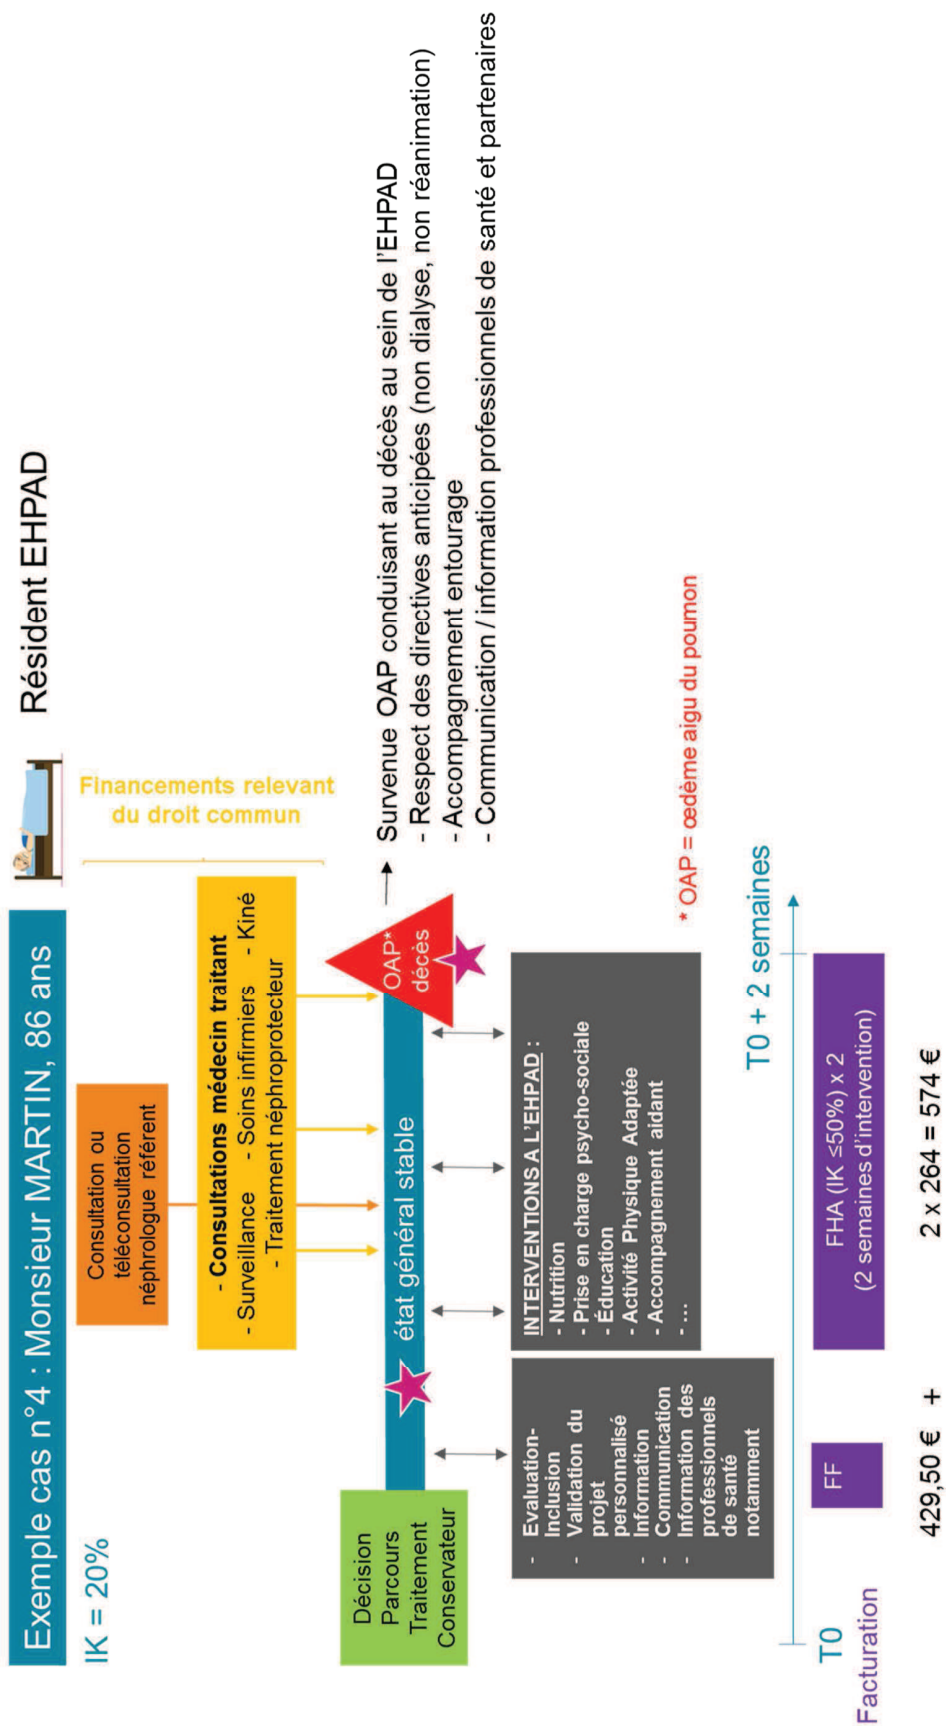 Exemple cas n°4 : Monsieur MARTIN, 86 ans
Résident EHPAD
IK = 20%
Consultation ou
téléconsultation
néphrologue référent
Financements relevant
du droit commun
- Consultations médecin traitant
- Surveillance - Soins infirmiers - Kiné
- Traitement néphroprotecteur
Décision
Parcours
Traitement
Conservateur
état général stable
OAP*
décès
Survenue OAP conduisant au décès au sein de l'EHPAD
- Respect des directives anticipées (non dialyse, non réanimation)
- Accompagnement entourage
- Communication / information professionnels de santé et partenaires
- Evaluation-
Inclusion
- Validation du
projet
personnalisé
- Information
- Communication
- Information des
professionnels
de santé
notamment
INTERVENTIONS A L'EHPAD :
- Nutrition
- Prise en charge psycho-sociale
- Éducation
- Activité Physique Adaptée
- Accompagnement aidant
- ...
* OAP = œdème aigu du poumon
T0
T0 + 2 semaines
Facturation
FF
FHA (IK ≤50%) x 2
(2 semaines d'intervention)
429,50 € + 2 x 264 = 574 €